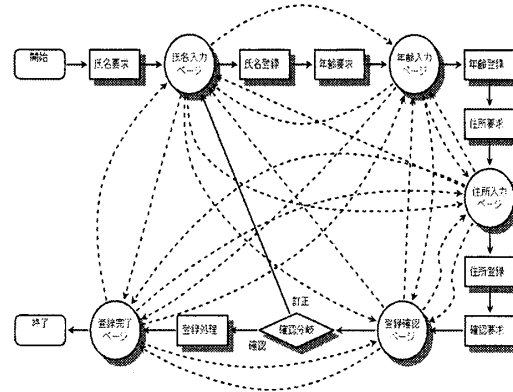 開始
氏名要求
氏名入力
ページ
氏名登録
年齢要求
年齢入力
ページ
年齢登録
住所要求
住所入力
ページ
住所登録
確認要求
登録確認
ページ
確認分岐
訂正
確認
登録処理
登録完了
ページ
終了